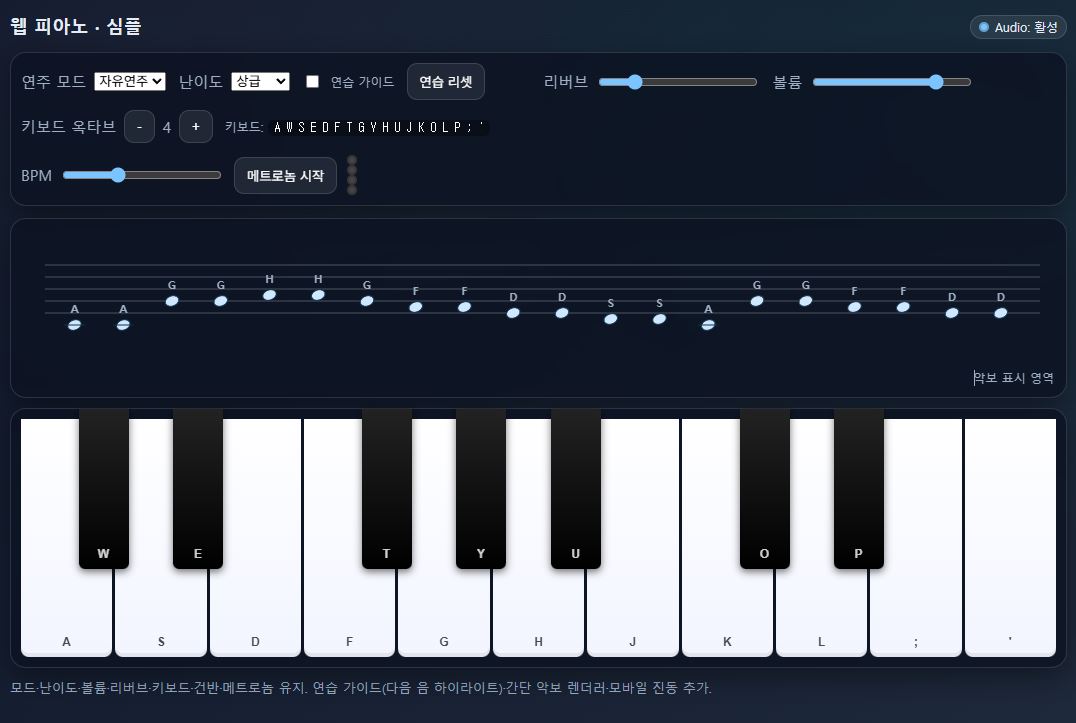 웹 피아노 · 심플
Audio: 활성
연주 모드 자유연주 난이도 상급 연습 가이드 연습 리셋 리버브 볼륨
키보드 옥타브 - 4 + 키보드: A W S E D F T G Y H U J K O L P ; '
BPM 메트로놈 시작
A A G G H H G F F D D S S A G G F F D D
악보 표시 영역
W E T Y U O P
A S D F G H J K L ; '
모드·난이도·볼륨·리버브·키보드·건반·메트로놈 유지. 연습 가이드(다음 음 하이라이트)·간단 악보 렌더러·모바일 진동 추가.